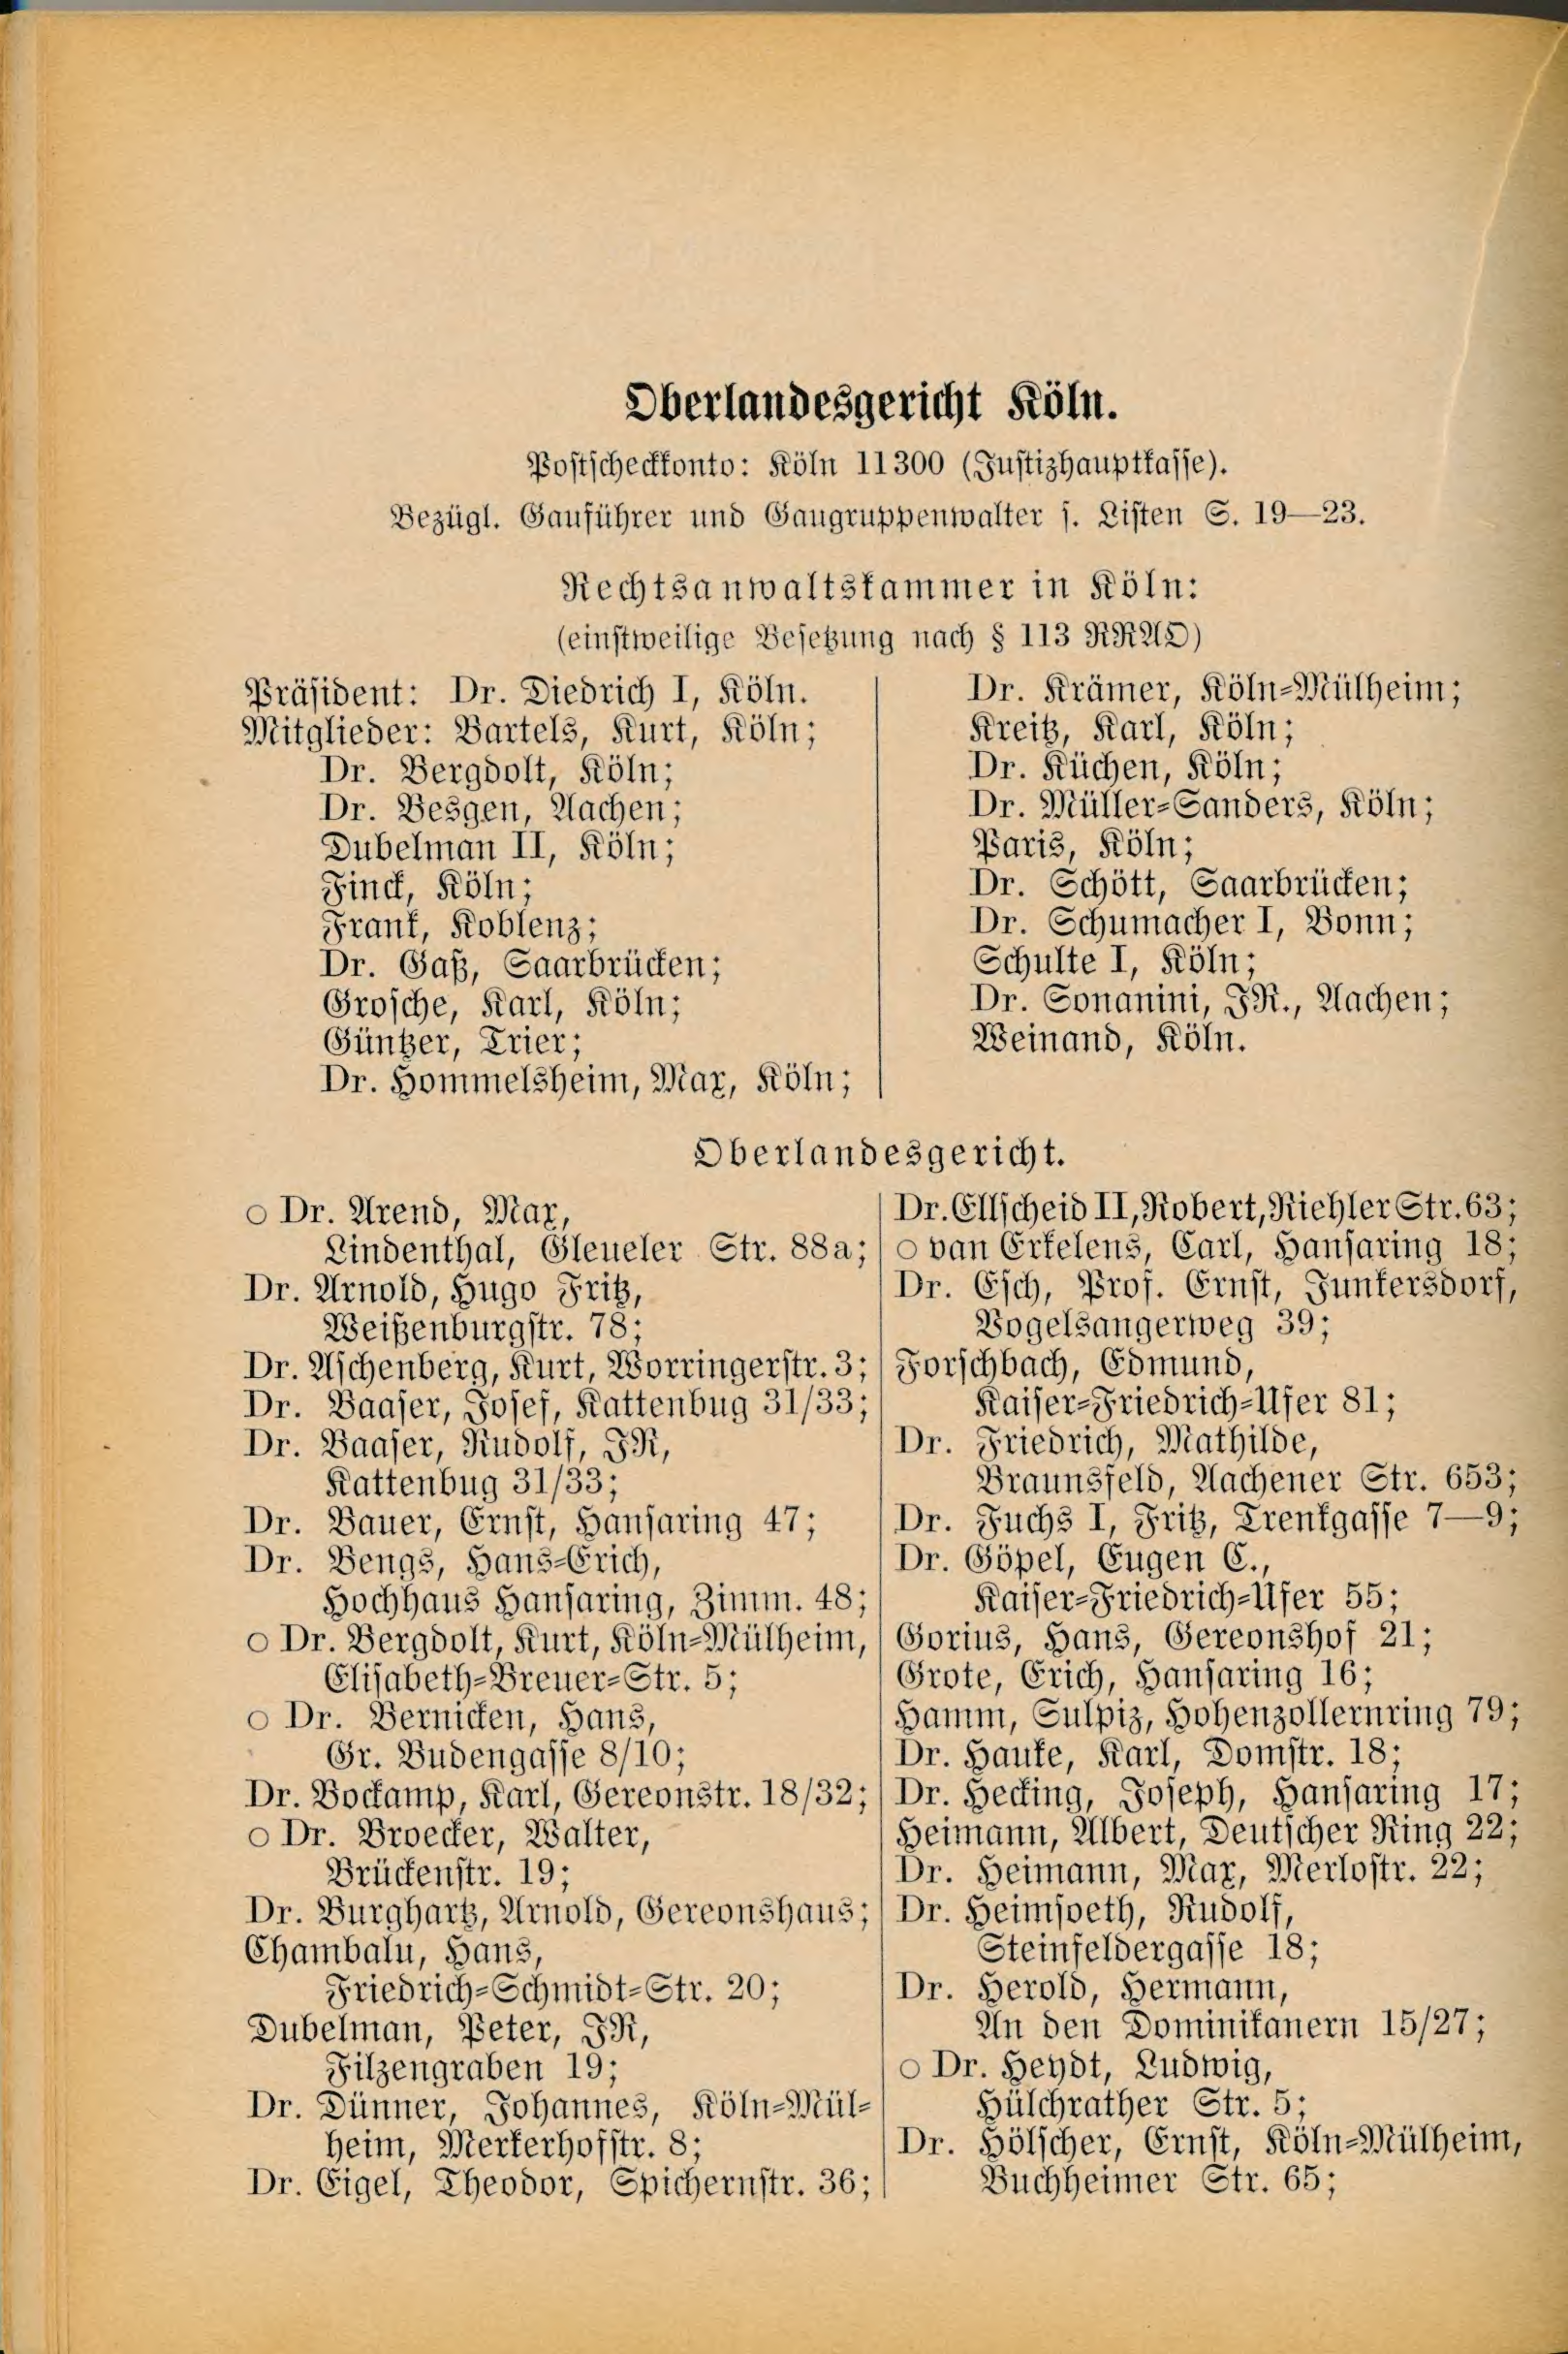 Oberlandesgericht Köln.
Postscheckkonto: Köln 11300 (Justizhauptkasse).
Bezügl. Gauführer und Gaugruppenwalter s. Listen S. 19—23.
Rechtsanwaltskammer in Köln:
(einstweilige Besetzung nach § 113 RRAO)
Präsident: Dr. Diedrich I, Köln.
Mitglieder: Bartels, Kurt, Köln;
Dr. Bergdolt, Köln;
Dr. Besgen, Aachen;
Dubelman II, Köln;
Finck, Köln;
Frank, Koblenz;
Dr. Gaß, Saarbrücken;
Grosche, Karl, Köln;
Güntzer, Trier;
Dr. Hommelsheim, Max, Köln;
Dr. Krämer, Köln-Mülheim;
Kreitz, Karl, Köln;
Dr. Küchen, Köln;
Dr. Müller-Sanders, Köln;
Paris, Köln;
Dr. Schött, Saarbrücken;
Dr. Schumacher I, Bonn;
Schulte I, Köln;
Dr. Sonanini, JR., Aachen;
Weinand, Köln.
Oberlandesgericht.
○ Dr. Arend, Max,
Lindenthal, Gleueler Str. 88a;
Dr. Arnold, Hugo Fritz,
Weißenburgstr. 78;
Dr. Aschenberg, Kurt, Worringerstr. 3;
Dr. Baaser, Josef, Kattenbug 31/33;
Dr. Baaser, Rudolf, JR,
Kattenbug 31/33;
Dr. Bauer, Ernst, Hansaring 47;
Dr. Bengs, Hans-Erich,
Hochhaus Hansaring, Zimm. 48;
○ Dr. Bergdolt, Kurt, Köln-Mülheim,
Elisabeth-Breuer-Str. 5;
○ Dr. Bernicken, Hans,
Gr. Budengasse 8/10;
Dr. Bockamp, Karl, Gereonstr. 18/32;
○ Dr. Broecker, Walter,
Brückenstr. 19;
Dr. Burghartz, Arnold, Gereonshaus;
Chambalu, Hans,
Friedrich-Schmidt-Str. 20;
Dubelman, Peter, JR,
Filzengraben 19;
Dr. Dünner, Johannes, Köln-Mül-
heim, Merkerhofstr. 8;
Dr. Eigel, Theodor, Spichernstr. 36;
Dr. Ellscheid II, Robert, Riehler Str. 63;
○ van Erkelens, Carl, Hansaring 18;
Dr. Esch, Prof. Ernst, Junkersdorf,
Vogelsangerweg 39;
Forschbach, Edmund,
Kaiser-Friedrich-Ufer 81;
Dr. Friedrich, Mathilde,
Braunsfeld, Aachener Str. 653;
Dr. Fuchs I, Fritz, Trenkgasse 7—9;
Dr. Göpel, Eugen C.,
Kaiser-Friedrich-Ufer 55;
Gorius, Hans, Gereonshof 21;
Grote, Erich, Hansaring 16;
Hamm, Sulpiz, Hohenzollernring 79;
Dr. Hauke, Karl, Domstr. 18;
Dr. Hecking, Joseph, Hansaring 17;
Heimann, Albert, Deutscher Ring 22;
Dr. Heimann, Max, Merlostr. 22;
Dr. Heimsoeth, Rudolf,
Steinfeldergasse 18;
Dr. Herold, Hermann,
An den Dominikanern 15/27;
○ Dr. Heydt, Ludwig,
Hülchrather Str. 5;
Dr. Hölscher, Ernst, Köln-Mülheim,
Buchheimer Str. 65;